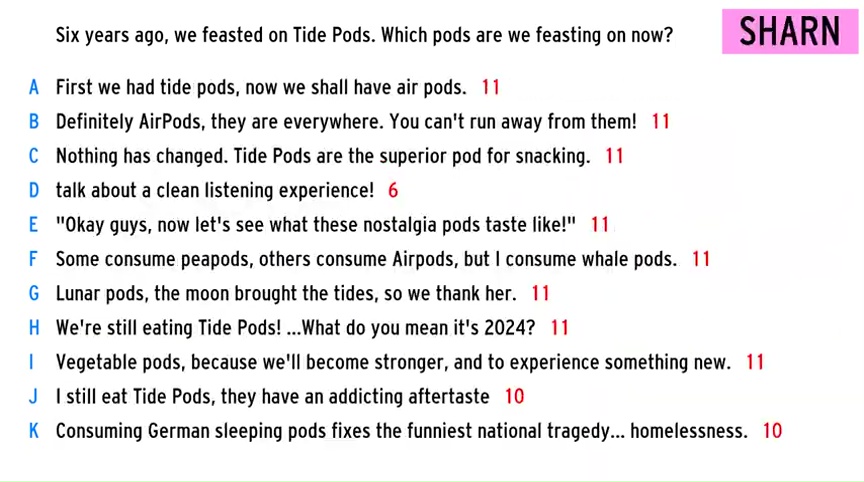 Six years ago, we feasted on Tide Pods. Which pods are we feasting on now?
SHARN
A First we had tide pods, now we shall have air pods. 11
B Definitely AirPods, they are everywhere. You can't run away from them! 11
C Nothing has changed. Tide Pods are the superior pod for snacking. 11
D talk about a clean listening experience! 6
E "Okay guys, now let's see what these nostalgia pods taste like!" 11
F Some consume peapods, others consume Airpods, but I consume whale pods. 11
G Lunar pods, the moon brought the tides, so we thank her. 11
H We're still eating Tide Pods! ...What do you mean it's 2024? 11
I Vegetable pods, because we'll become stronger, and to experience something new. 11
J I still eat Tide Pods, they have an addicting aftertaste 10
K Consuming German sleeping pods fixes the funniest national tragedy... homelessness. 10